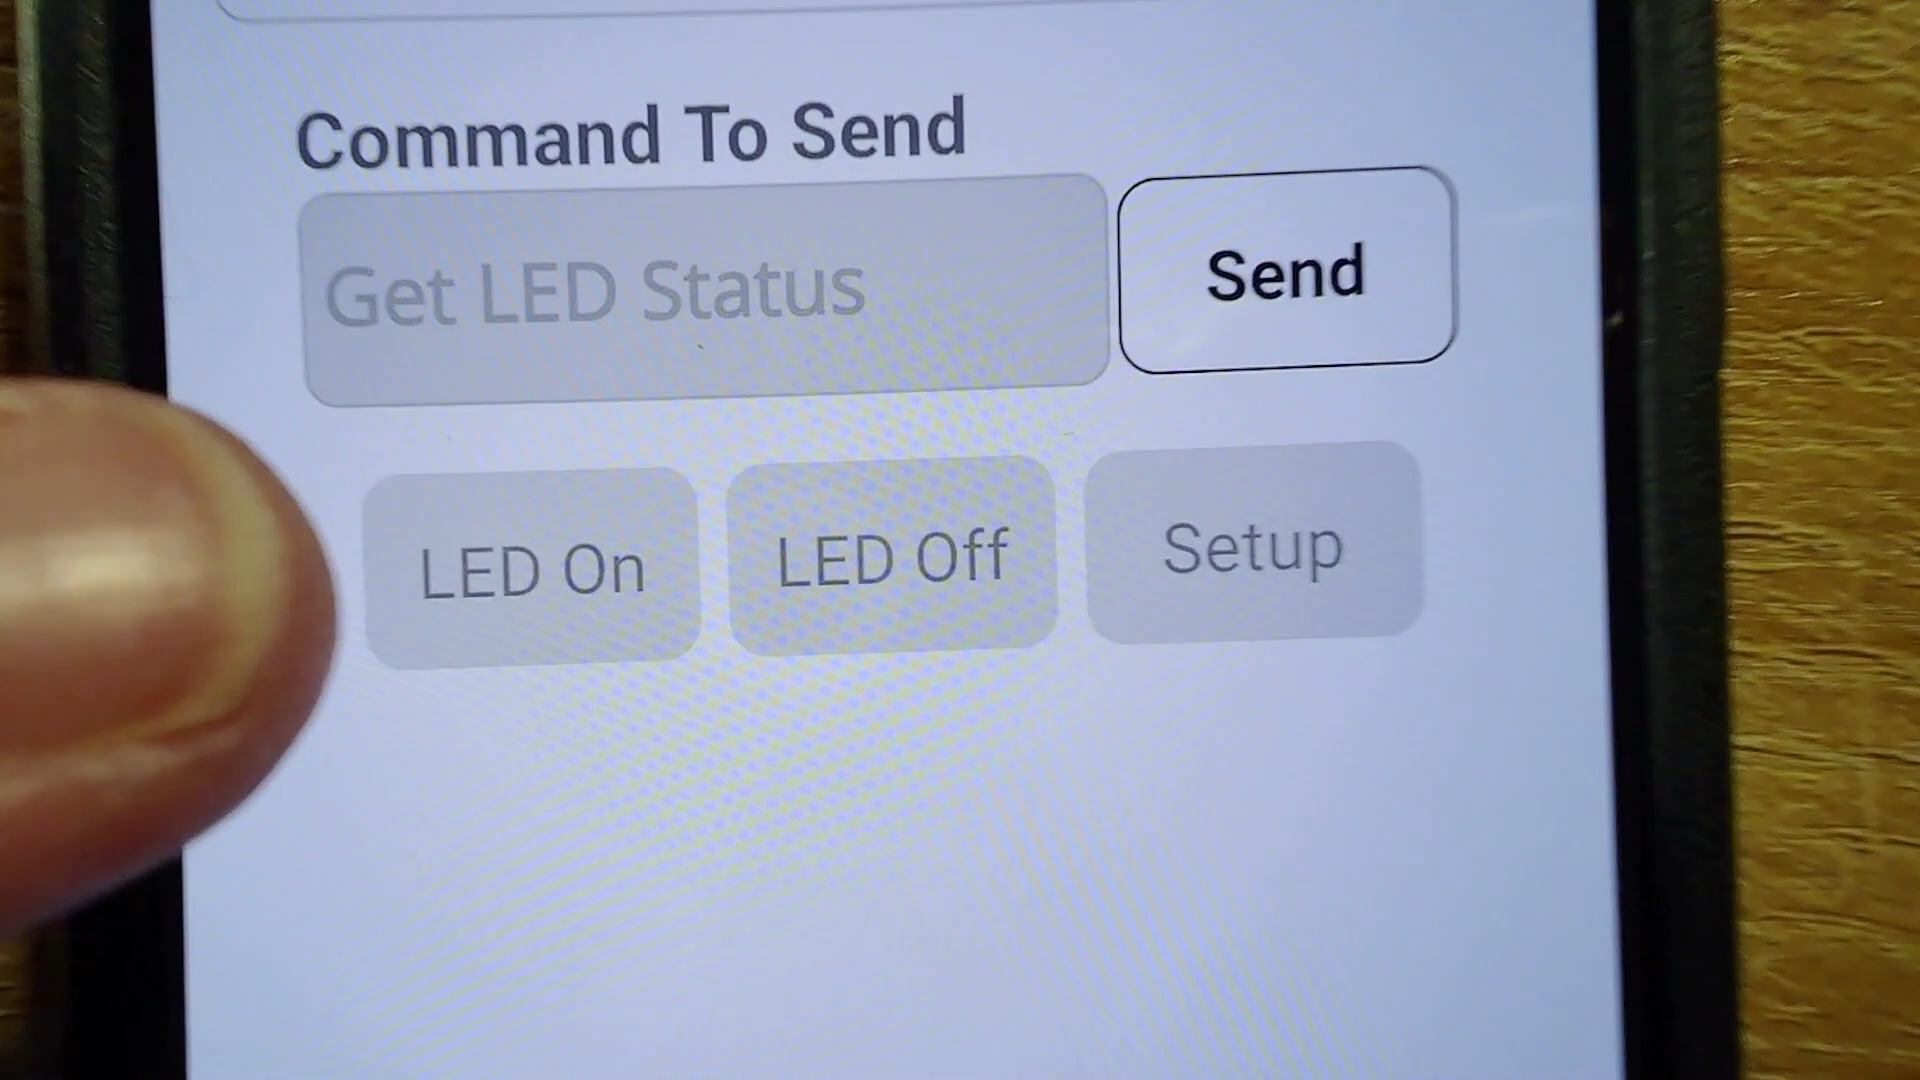 Command To Send
Get LED Status
Send
LED On
LED Off
Setup